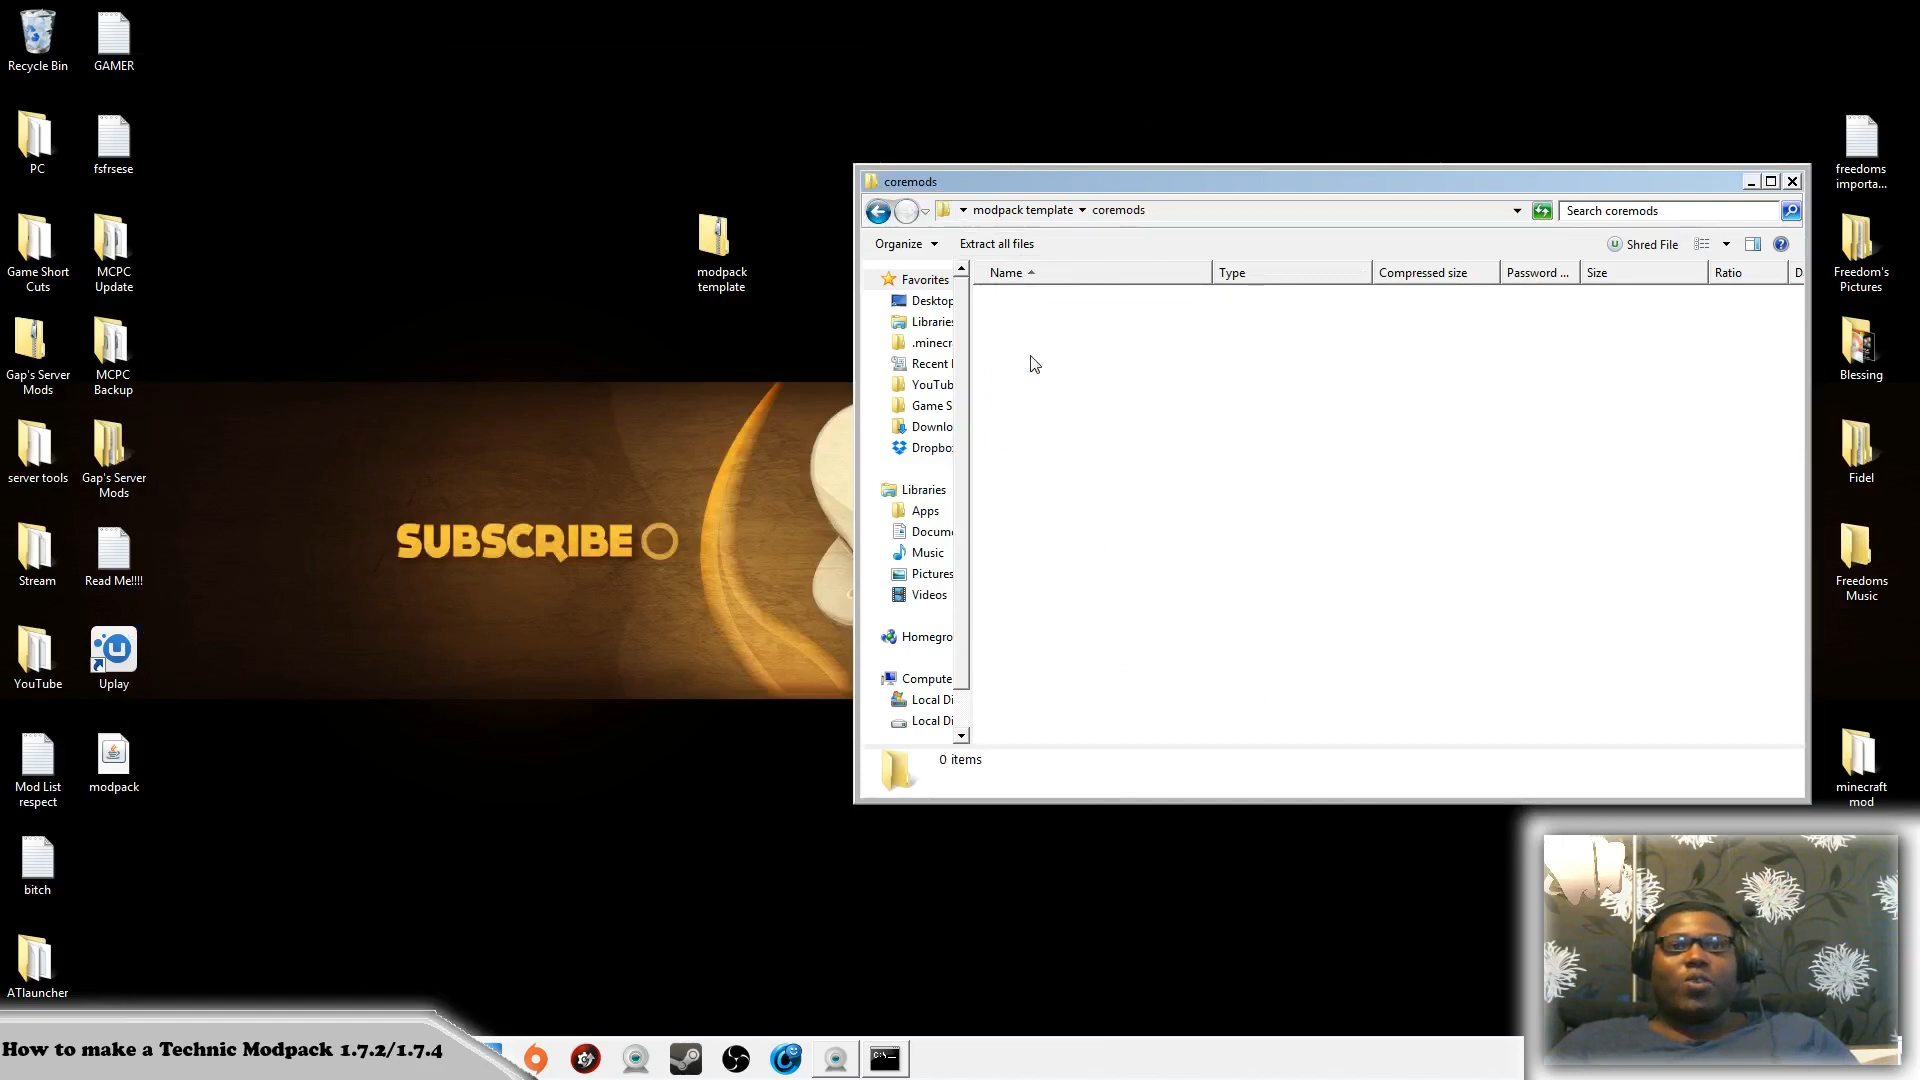 Recycle Bin
GAMER
PC
fsfrsese
Game Short
Cuts
MCPC
Update
Gap's Server
Mods
MCPC
Backup
server tools
Gap's Server
Mods
Stream
Read Me!!!!
YouTube
Uplay
Mod List
respect
modpack
bitch
ATlauncher
modpack
template
SUBSCRIBE
coremods
modpack template
coremods
Search coremods
Organize
Extract all files
Shred File
Name
Type
Compressed size
Password ...
Size
Ratio
D
Favorites
Desktop
Libraries
.minecr
Recent
YouTub
Game S
Downlo
Dropbo
Libraries
Apps
Docume
Music
Pictures
Videos
Homegro
Compute
Local Di
Local Di
0 items
freedoms
importa...
Freedom's
Pictures
Blessing
Fidel
Freedoms
Music
minecraft
mod
How to make a Technic Modpack 1.7.2/1.7.4
C:\_